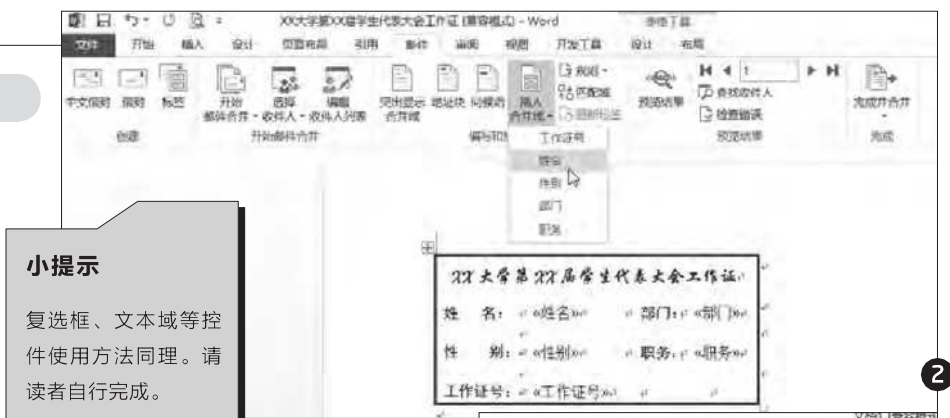 XX大学第XX届学生代表大会工作证 [兼容模式] - Word 表格工具
文件 开始 插入 设计 页面布局 引用 邮件 审阅 视图 开发工具 设计 布局
中文信封 信封 标签 开始 选择 编辑 突出显示 地址块 问候语 插入 规则 预览结果 1 查找收件人 完成并合并
邮件合并 收件人 收件人列表 合并域 合并域 匹配域 更新标签 检查错误
创建 开始邮件合并 编写和 预览结果 完成
工作证号
姓名
性别
部门
职务
小提示
复选框、文本域等控
件使用方法同理。请
读者自行完成。
XX大学第XX届学生代表大会工作证
姓 名: «姓名» 部门: «部门»
性 别: «性别» 职务: «职务»
工作证号: «工作证号»
2